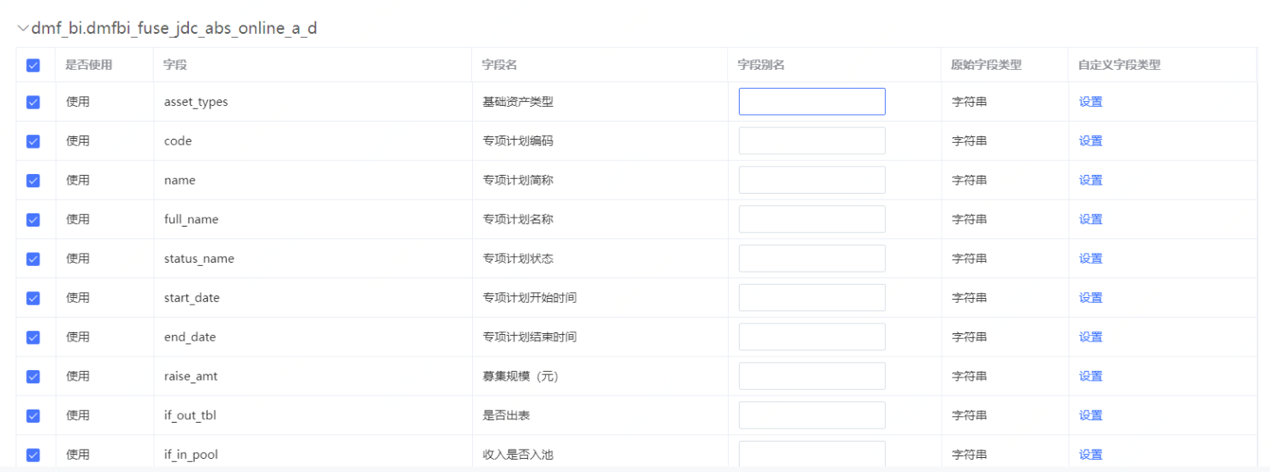 dmf_bi.dmfbi_fuse_jdc_abs_online_a_d
是否使用 字段 字段名 字段别名 原始字段类型 自定义字段类型
使用 asset_types 基础资产类型 字符串 设置
使用 code 专项计划编码 字符串 设置
使用 name 专项计划简称 字符串 设置
使用 full_name 专项计划名称 字符串 设置
使用 status_name 专项计划状态 字符串 设置
使用 start_date 专项计划开始时间 字符串 设置
使用 end_date 专项计划结束时间 字符串 设置
使用 raise_amt 募集规模（元） 字符串 设置
使用 if_out_tbl 是否出表 字符串 设置
使用 if_in_pool 收入是否入池 字符串 设置